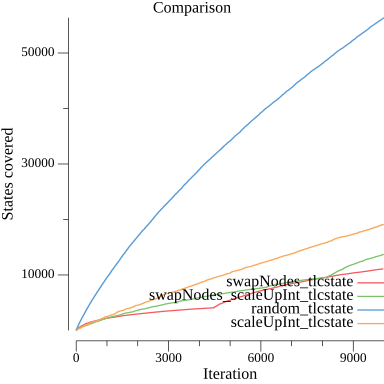 Comparison
States covered
50000
30000
10000
swapNodes_tlcstate
swapNodes_scaleUpInt_tlcstate
random_tlcstate
scaleUpInt_tlcstate
0 3000 6000 9000
Iteration